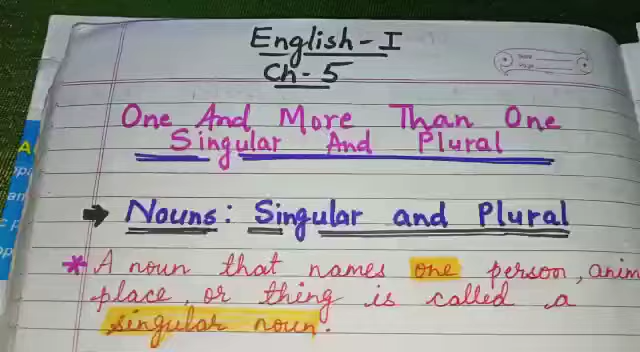 English - I
Ch - 5
One And More Than One
Singular And Plural
Nouns: Singular and Plural
* A noun that names one person, anim
place, or thing is called a
singular noun.